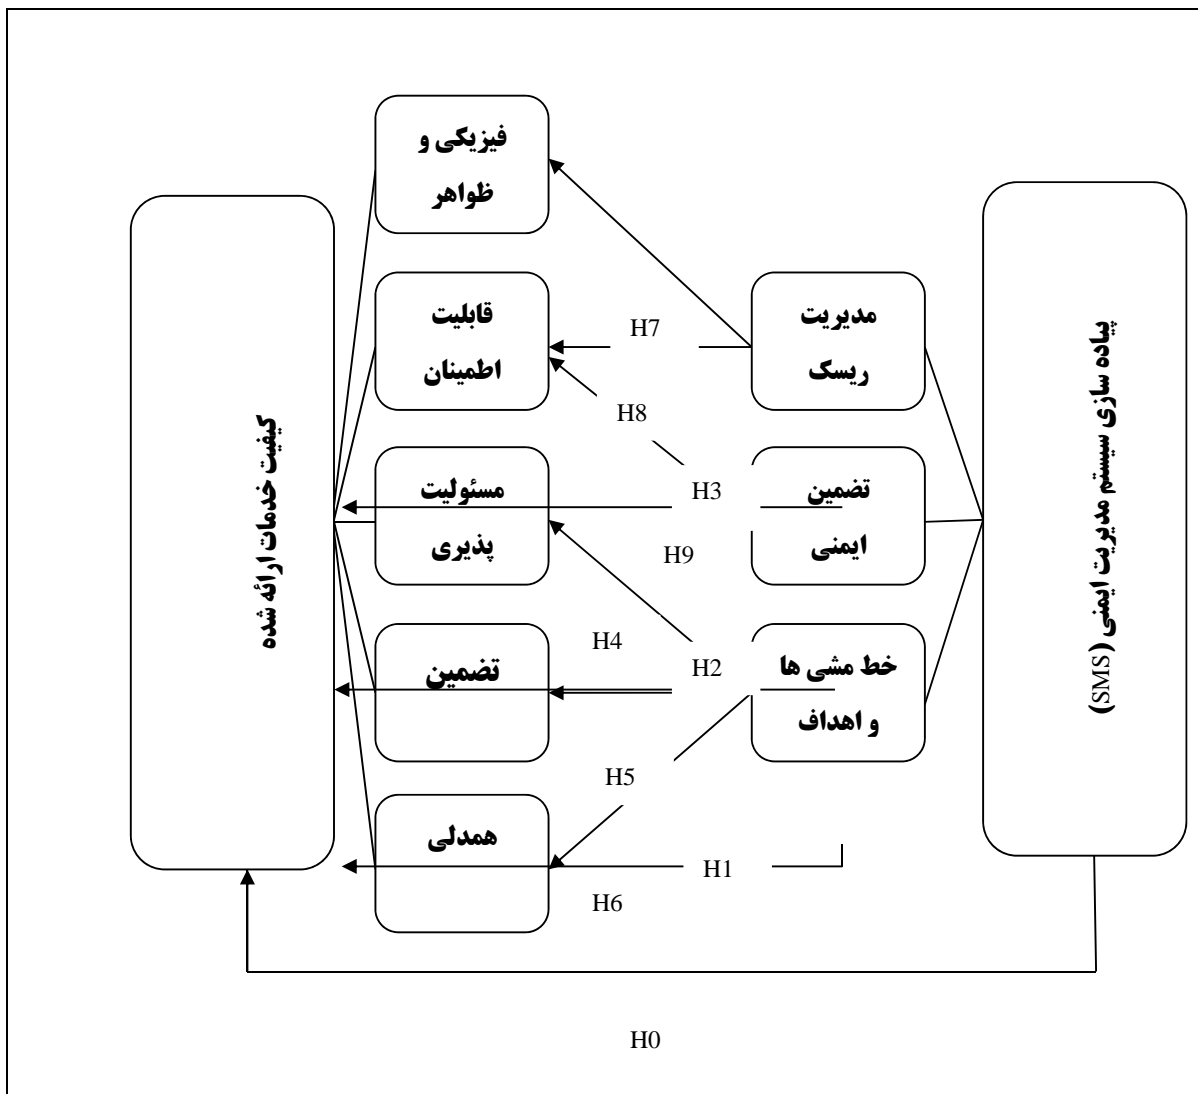 فیزیکی و
ظواهر
قابلیت
اطمینان
H7
مدیریت
ریسک
H8
پیاده سازی سیستم مدیریت ایمنی (SMS)
کیفیت خدمات ارائه شده
مسئولیت
پذیری
H3
تضمین
ایمنی
H9
H4
تضمین
H2
خط مشی ها
و اهداف
H5
همدلی
H1
H6
H0